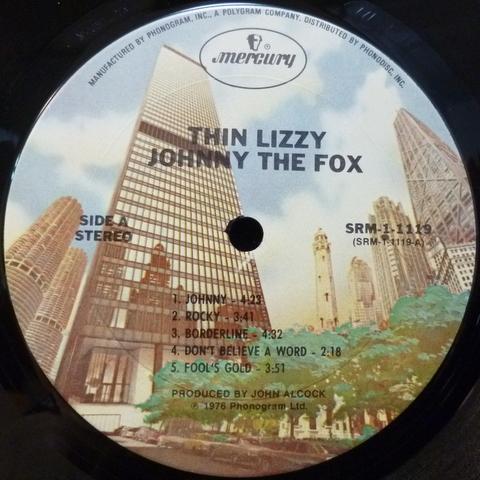 MANUFACTURED BY PHONOGRAM, INC., A POLYGRAM COMPANY. DISTRIBUTED BY PHONODISC, INC.
mercury
THIN LIZZY
JOHNNY THE FOX
SIDE A
STEREO
SRM-1-1119
(SRM-1-1119-A)
1. JOHNNY - 4:23
2. ROCKY - 3:41
3. BORDERLINE - 4:32
4. DON'T BELIEVE A WORD - 2:18
5. FOOL'S GOLD - 3:51
PRODUCED BY JOHN ALCOCK
℗ 1976 Phonogram Ltd.